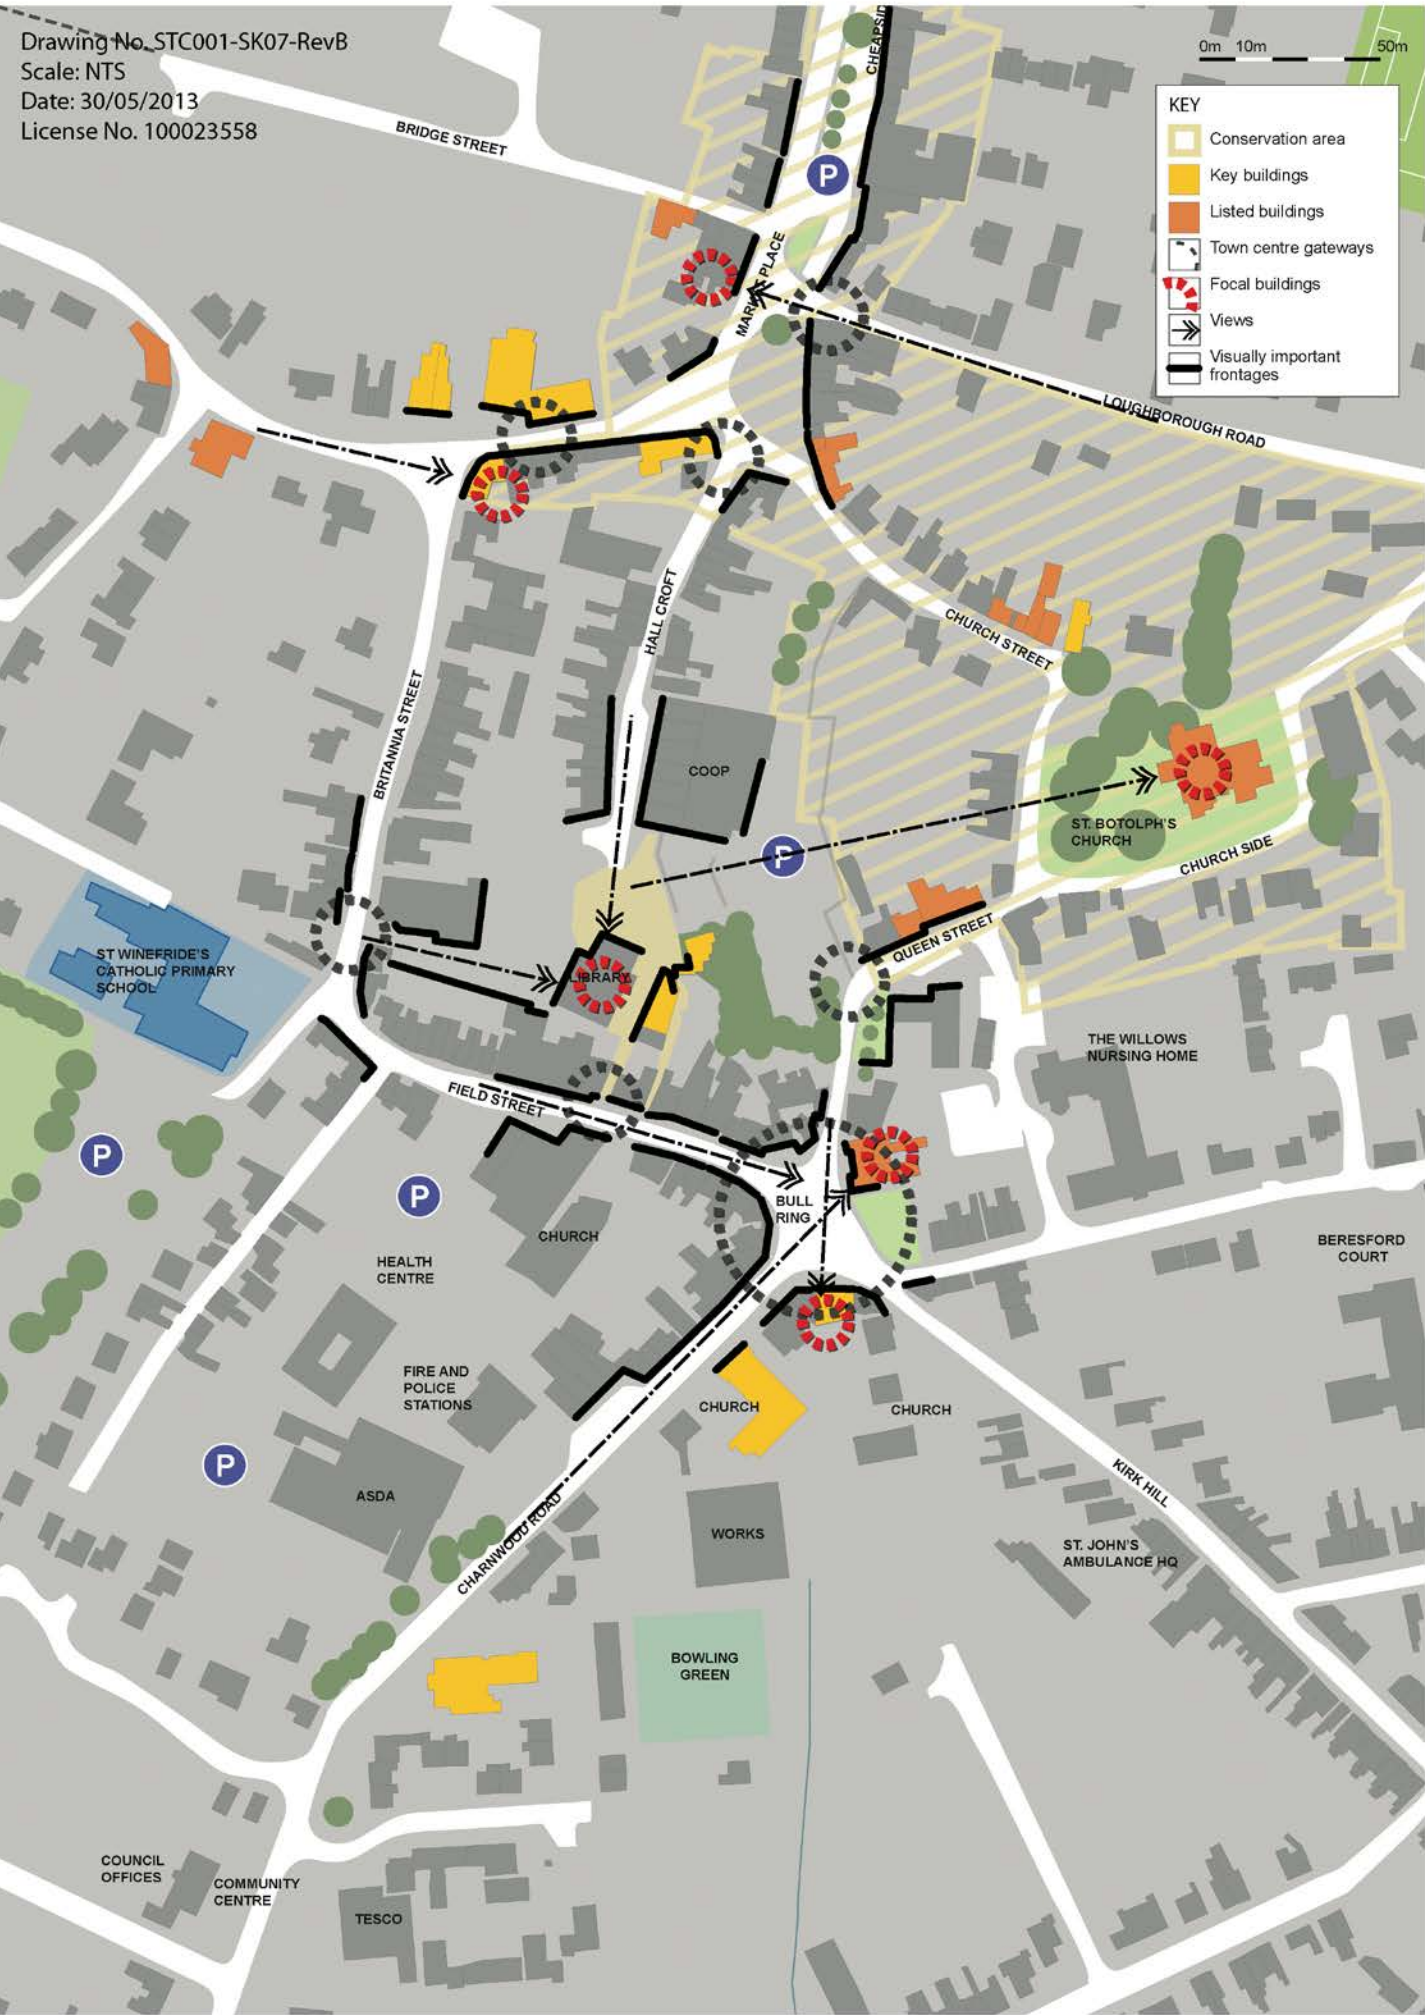 Drawing No. STC001-SK07-RevB
Scale: NTS
Date: 30/05/2013
License No. 100023558
0m 10m 50m
KEY
Conservation area
Key buildings
Listed buildings
Town centre gateways
Focal buildings
Views
Visually important
frontages
CHEAPSIDE
BRIDGE STREET
P
MARKET PLACE
LOUGHBOROUGH ROAD
HALL CROFT
CHURCH STREET
BRITANNIA STREET
COOP
P
ST. BOTOLPH'S
CHURCH
CHURCH SIDE
QUEEN STREET
ST WINEFRIDE'S
CATHOLIC PRIMARY
SCHOOL
LIBRARY
THE WILLOWS
NURSING HOME
FIELD STREET
P
P
BULL
RING
CHURCH
HEALTH
CENTRE
BERESFORD
COURT
FIRE AND
POLICE
STATIONS
CHURCH
CHURCH
P
ASDA
KIRK HILL
WORKS
CHARNWOOD ROAD
ST. JOHN'S
AMBULANCE HQ
BOWLING
GREEN
COUNCIL
OFFICES
COMMUNITY
CENTRE
TESCO